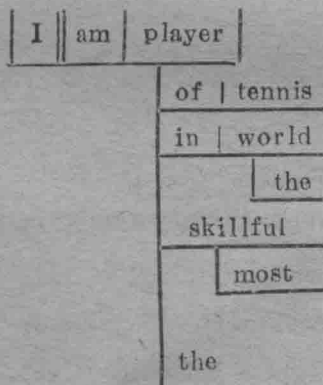 I am player
of tennis
in world
the
skillful
most
the